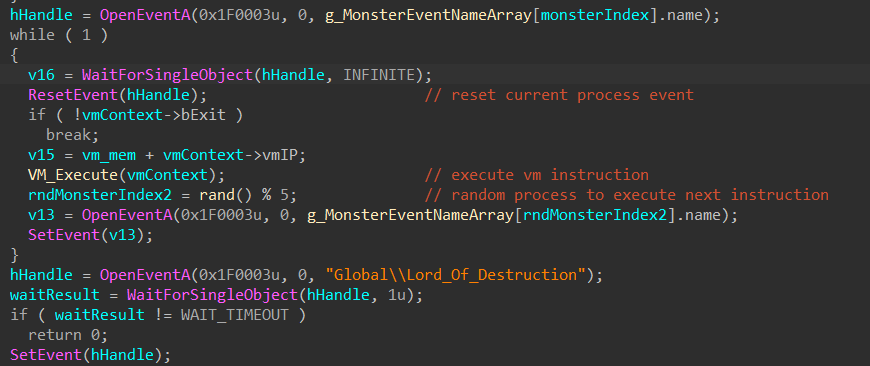 hHandle = OpenEventA(0x1F0003u, 0, g_MonsterEventNameArray[monsterIndex].name);
while ( 1 )
{
v16 = WaitForSingleObject(hHandle, INFINITE);
ResetEvent(hHandle); // reset current process event
if ( !vmContext->bExit )
break;
v15 = vm_mem + vmContext->vmIP;
VM_Execute(vmContext); // execute vm instruction
rndMonsterIndex2 = rand() % 5; // random process to execute next instruction
v13 = OpenEventA(0x1F0003u, 0, g_MonsterEventNameArray[rndMonsterIndex2].name);
SetEvent(v13);
}
hHandle = OpenEventA(0x1F0003u, 0, "Global\\Lord_Of_Destruction");
waitResult = WaitForSingleObject(hHandle, 1u);
if ( waitResult != WAIT_TIMEOUT )
return 0;
SetEvent(hHandle);